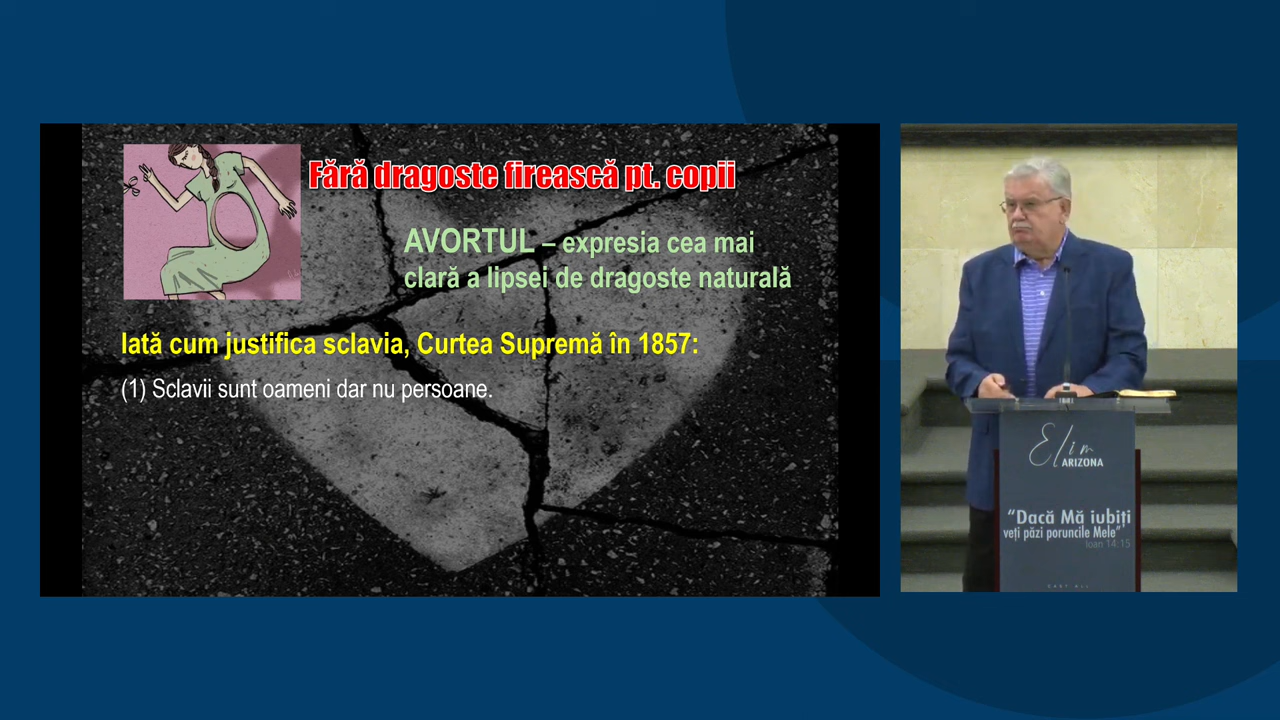 Fără dragoste firească pt. copii
AVORTUL – expresia cea mai
clară a lipsei de dragoste naturală
Iată cum justifica sclavia, Curtea Supremă în 1857:
(1) Sclavii sunt oameni dar nu persoane.
Elim
ARIZONA
“Dacă Mă iubiți
veți păzi poruncile Mele”
Ioan 14:15